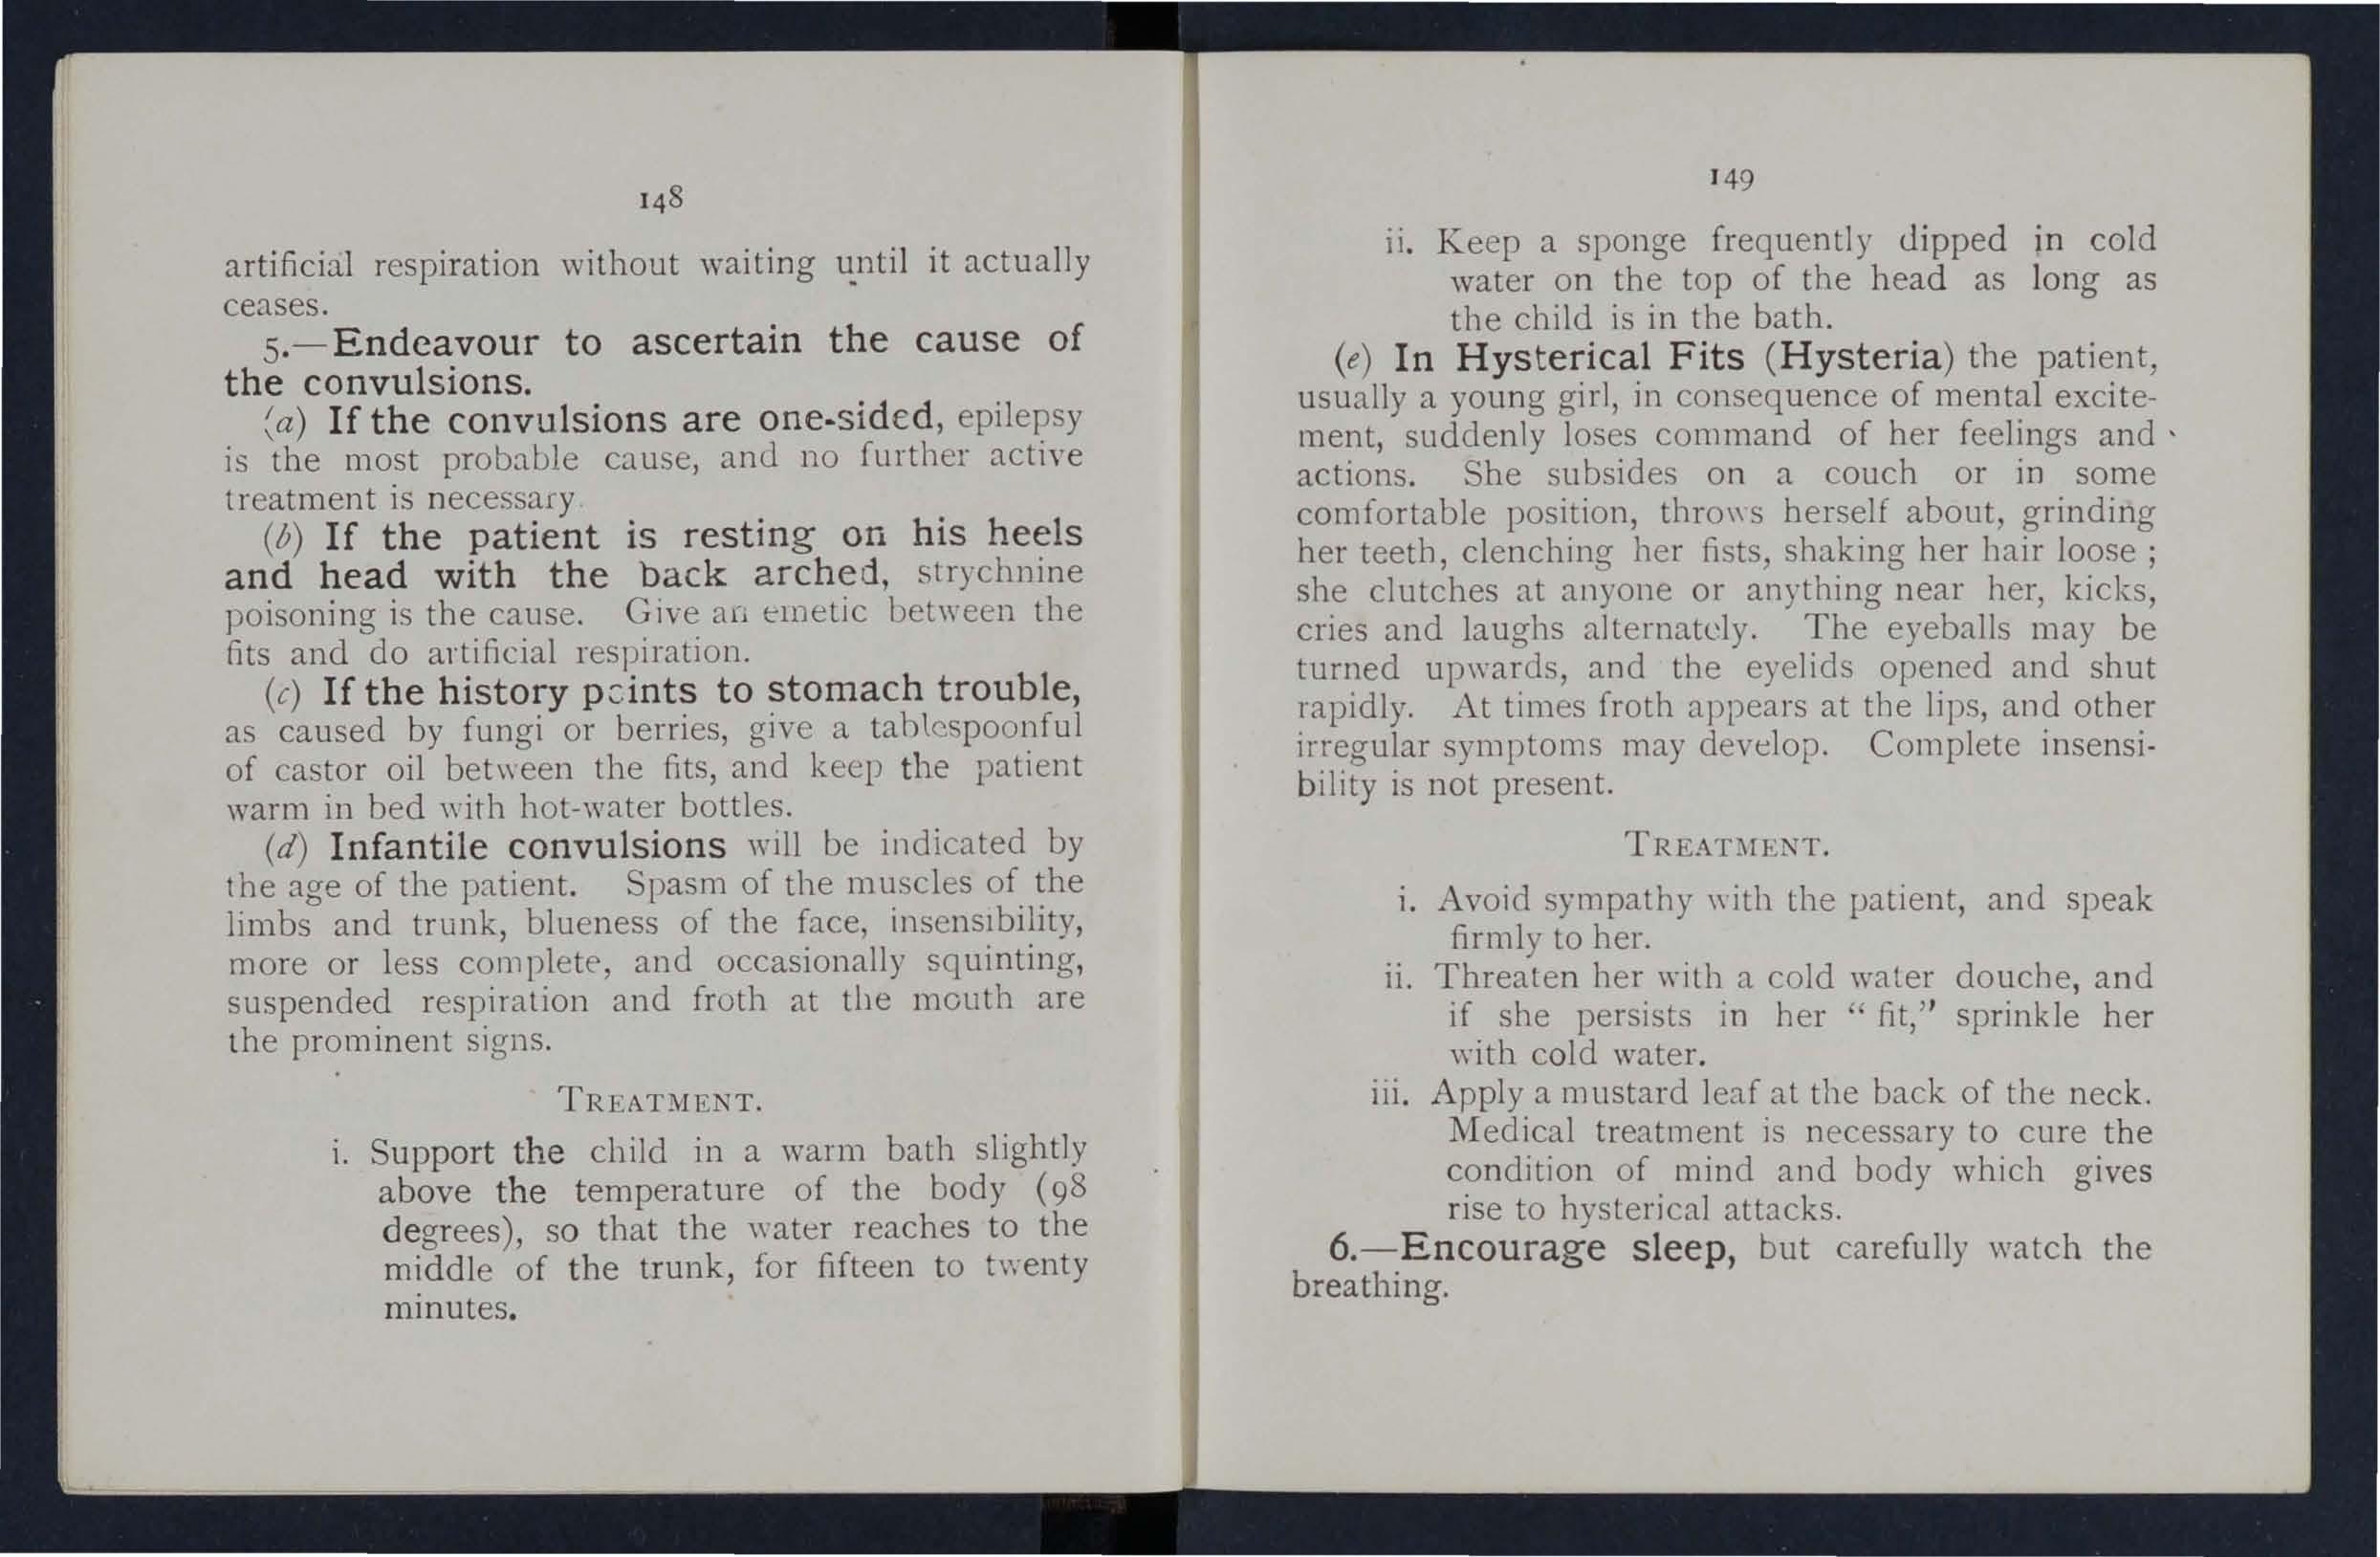 148
artificial respiration without waiting until it actually
ceases.
5.—Endeavour to ascertain the cause of
the convulsions.
(a) If the convulsions are one-sided, epilepsy
is the most probable cause, and no further active
treatment is necessary.
(b) If the patient is resting on his heels
and head with the back arched, strychnine
poisoning is the cause. Give an emetic between the
fits and do artificial respiration.
(c) If the history points to stomach trouble,
as caused by fungi or berries, give a tablespoonful
of castor oil between the fits, and keep the patient
warm in bed with hot-water bottles.
(d) Infantile convulsions will be indicated by
the age of the patient. Spasm of the muscles of the
limbs and trunk, blueness of the face, insensibility,
more or less complete, and occasionally squinting,
suspended respiration and froth at the mouth are
the prominent signs.
TREATMENT.
i. Support the child in a warm bath slightly
above the temperature of the body (98
degrees), so that the water reaches to the
middle of the trunk, for fifteen to twenty
minutes.
149
ii. Keep a sponge frequently dipped in cold
water on the top of the head as long as
the child is in the bath.
(e) In Hysterical Fits (Hysteria) the patient,
usually a young girl, in consequence of mental excite-
ment, suddenly loses command of her feelings and
actions. She subsides on a couch or in some
comfortable position, throws herself about, grinding
her teeth, clenching her fists, shaking her hair loose ;
she clutches at anyone or anything near her, kicks,
cries and laughs alternately. The eyeballs may be
turned upwards, and the eyelids opened and shut
rapidly. At times froth appears at the lips, and other
irregular symptoms may develop. Complete insensi-
bility is not present.
TREATMENT.
i. Avoid sympathy with the patient, and speak
firmly to her.
ii. Threaten her with a cold water douche, and
if she persists in her “ fit,” sprinkle her
with cold water.
iii. Apply a mustard leaf at the back of the neck.
Medical treatment is necessary to cure the
condition of mind and body which gives
rise to hysterical attacks.
6.—Encourage sleep, but carefully watch the
breathing.